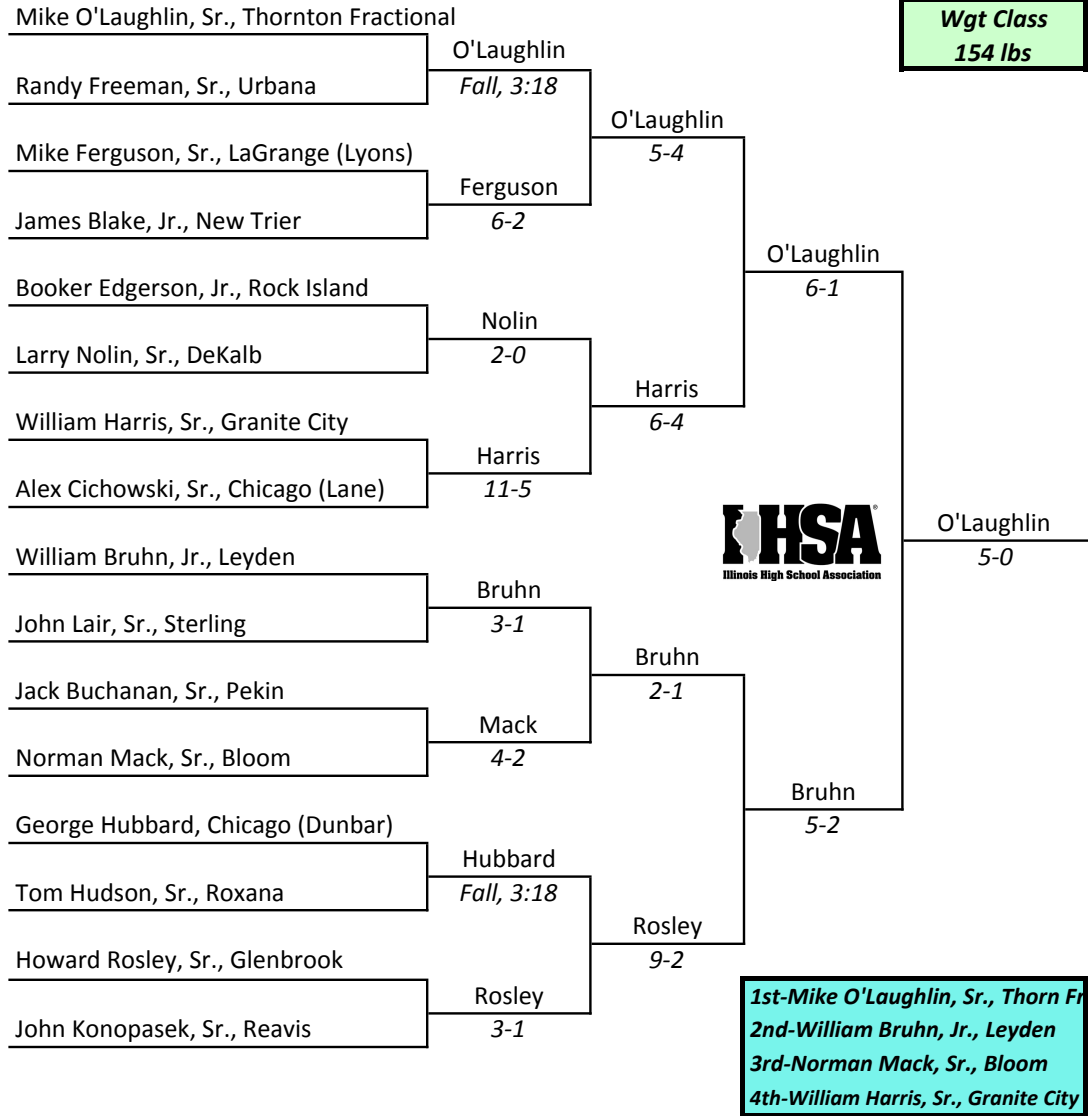 Mike O'Laughlin, Sr., Thornton Fractional
Wgt Class
154 lbs
O'Laughlin
Fall, 3:18
Randy Freeman, Sr., Urbana
O'Laughlin
5-4
Mike Ferguson, Sr., LaGrange (Lyons)
Ferguson
6-2
James Blake, Jr., New Trier
O'Laughlin
6-1
Booker Edgerson, Jr., Rock Island
Nolin
2-0
Larry Nolin, Sr., DeKalb
Harris
6-4
William Harris, Sr., Granite City
Harris
11-5
Alex Cichowski, Sr., Chicago (Lane)
IHSA®
Illinois High School Association
O'Laughlin
5-0
William Bruhn, Jr., Leyden
Bruhn
3-1
John Lair, Sr., Sterling
Bruhn
2-1
Jack Buchanan, Sr., Pekin
Mack
4-2
Norman Mack, Sr., Bloom
Bruhn
5-2
George Hubbard, Chicago (Dunbar)
Hubbard
Fall, 3:18
Tom Hudson, Sr., Roxana
Rosley
9-2
Howard Rosley, Sr., Glenbrook
Rosley
3-1
John Konopasek, Sr., Reavis
1st-Mike O'Laughlin, Sr., Thorn Fr
2nd-William Bruhn, Jr., Leyden
3rd-Norman Mack, Sr., Bloom
4th-William Harris, Sr., Granite City